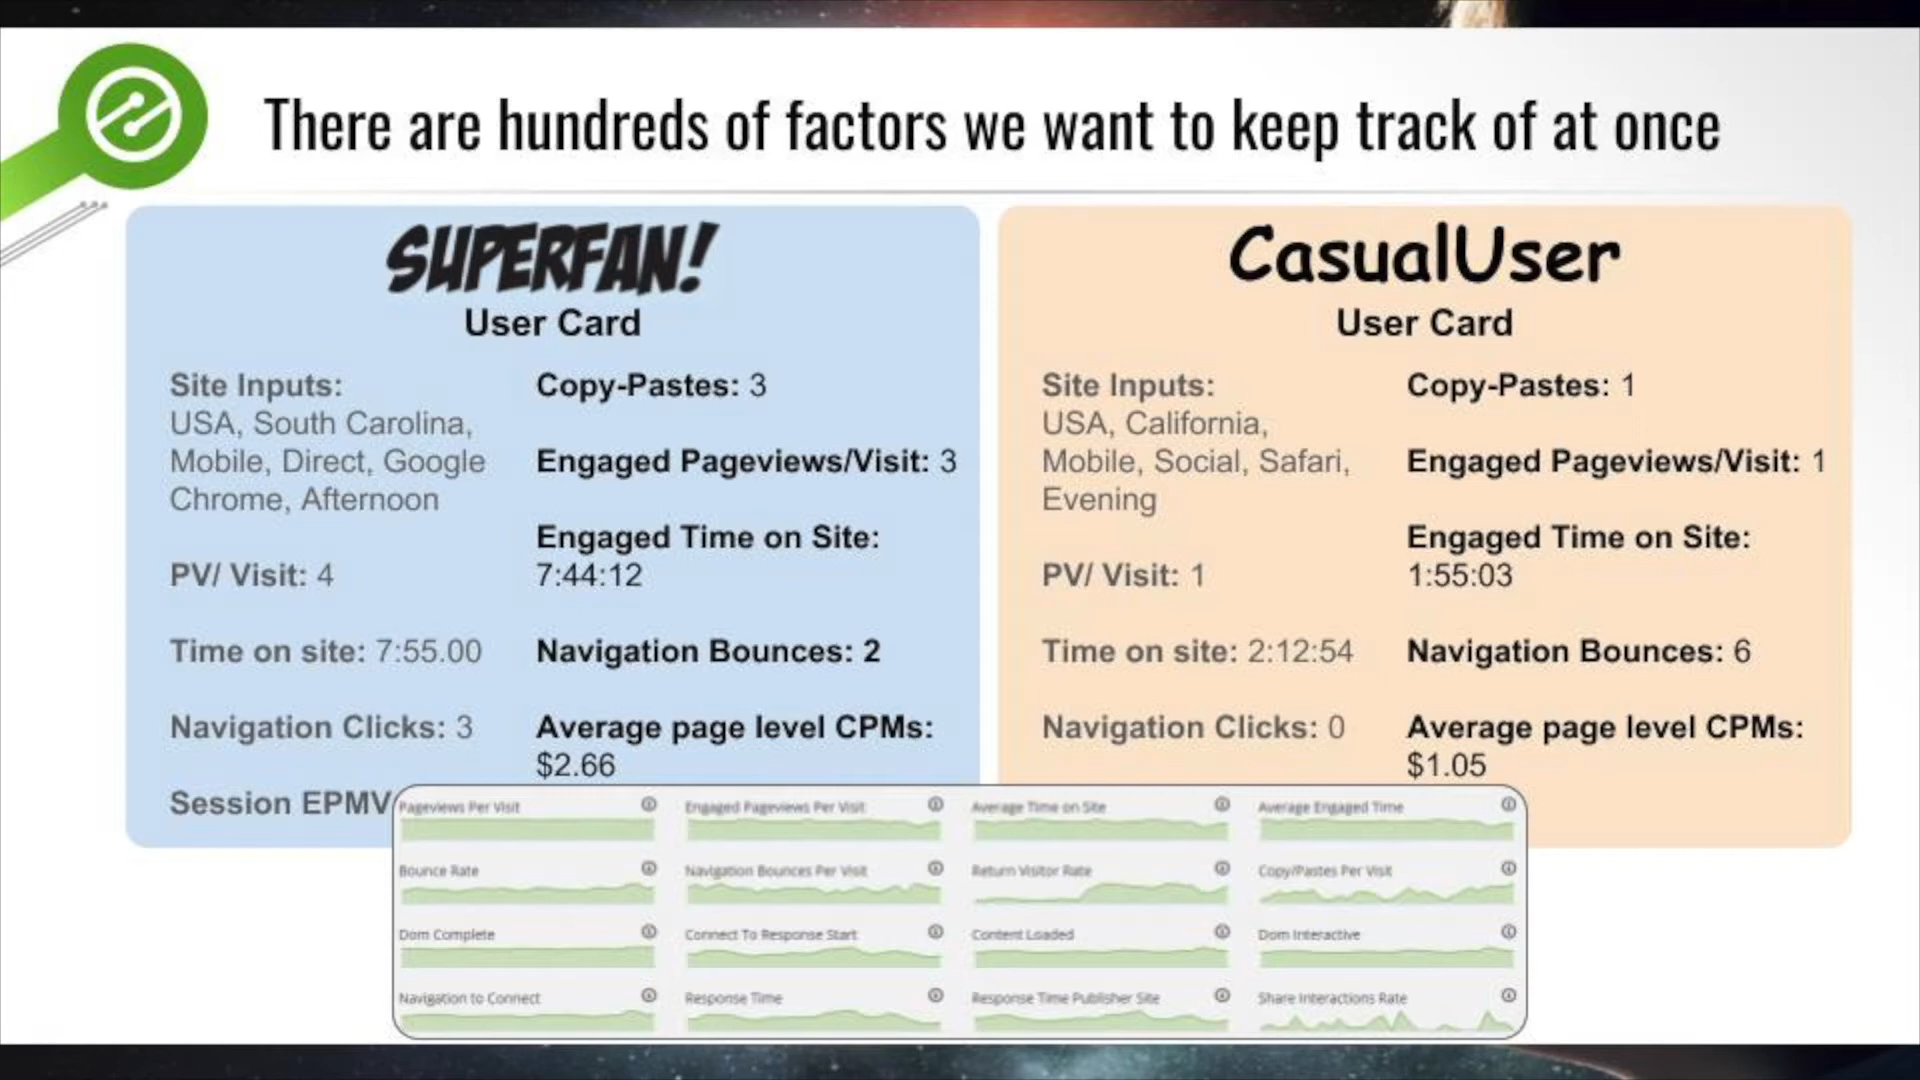 There are hundreds of factors we want to keep track of at once
SUPERFAN!
User Card
Site Inputs:
USA, South Carolina,
Mobile, Direct, Google
Chrome, Afternoon
PV/ Visit: 4
Time on site: 7:55.00
Navigation Clicks: 3
Session EPMV
Copy-Pastes: 3
Engaged Pageviews/Visit: 3
Engaged Time on Site:
7:44:12
Navigation Bounces: 2
Average page level CPMs:
$2.66
CasualUser
User Card
Site Inputs:
USA, California,
Mobile, Social, Safari,
Evening
PV/ Visit: 1
Time on site: 2:12:54
Navigation Clicks: 0
Copy-Pastes: 1
Engaged Pageviews/Visit: 1
Engaged Time on Site:
1:55:03
Navigation Bounces: 6
Average page level CPMs:
$1.05
Pageviews Per Visit
Engaged Pageviews Per Visit
Average Time on Site
Average Engaged Time
Bounce Rate
Navigation Bounces Per Visit
Return Visitor Rate
Copy/Pastes Per Visit
Dom Complete
Connect To Response Start
Content Loaded
Dom Interactive
Navigation to Connect
Response Time
Response Time Publisher Site
Share Interactions Rate